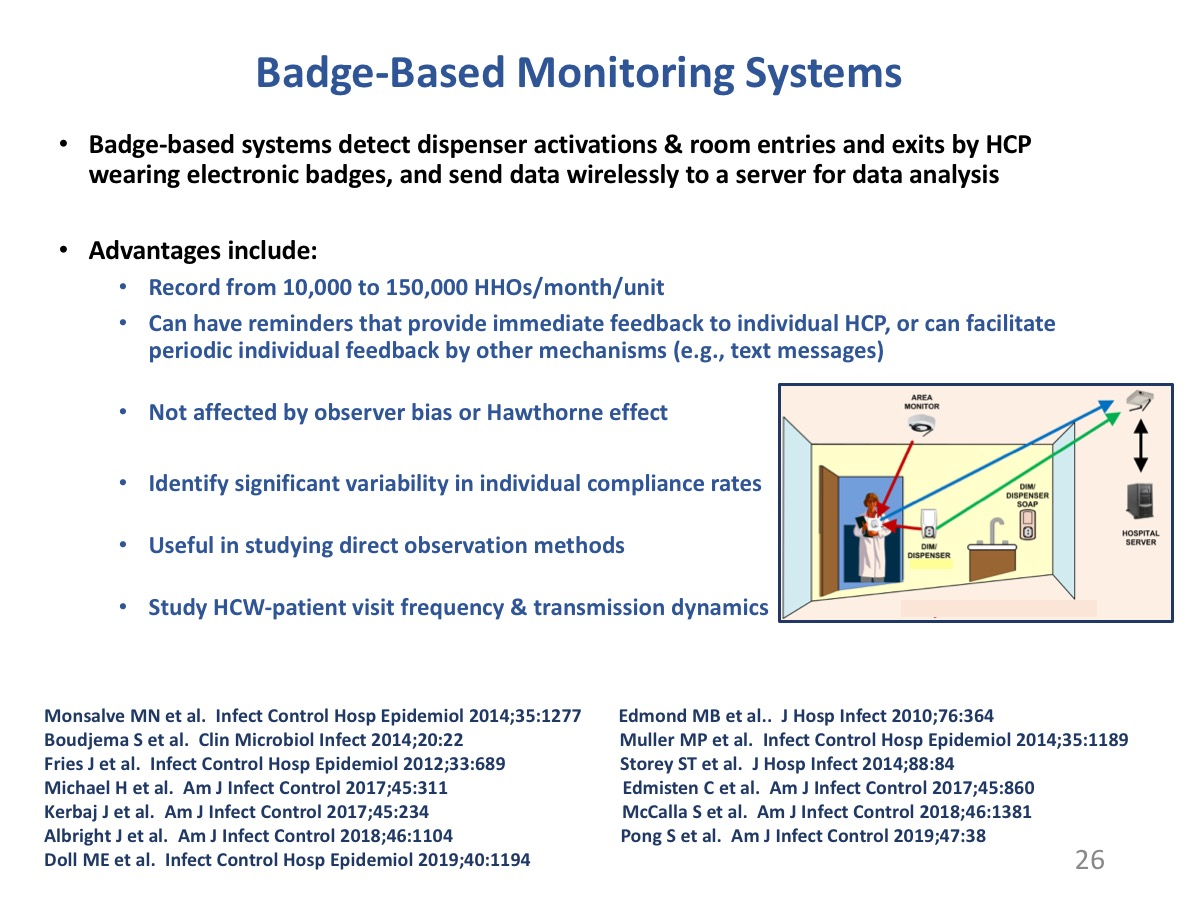 Badge-Based Monitoring Systems
• Badge-based systems detect dispenser activations & room entries and exits by HCP
wearing electronic badges, and send data wirelessly to a server for data analysis
• Advantages include:
• Record from 10,000 to 150,000 HHOs/month/unit
• Can have reminders that provide immediate feedback to individual HCP, or can facilitate
periodic individual feedback by other mechanisms (e.g., text messages)
• Not affected by observer bias or Hawthorne effect
• Identify significant variability in individual compliance rates
• Useful in studying direct observation methods
• Study HCW-patient visit frequency & transmission dynamics
AREA
MONITOR
DIM/
DISPENSER
SOAP
DIM/
DISPENSER
HOSPITAL
SERVER
Monsalve MN et al. Infect Control Hosp Epidemiol 2014;35:1277
Boudjema S et al. Clin Microbiol Infect 2014;20:22
Fries J et al. Infect Control Hosp Epidemiol 2012;33:689
Michael H et al. Am J Infect Control 2017;45:311
Kerbaj J et al. Am J Infect Control 2017;45:234
Albright J et al. Am J Infect Control 2018;46:1104
Doll ME et al. Infect Control Hosp Epidemiol 2019;40:1194
Edmond MB et al.. J Hosp Infect 2010;76:364
Muller MP et al. Infect Control Hosp Epidemiol 2014;35:1189
Storey ST et al. J Hosp Infect 2014;88:84
Edmisten C et al. Am J Infect Control 2017;45:860
McCalla S et al. Am J Infect Control 2018;46:1381
Pong S et al. Am J Infect Control 2019;47:38
26